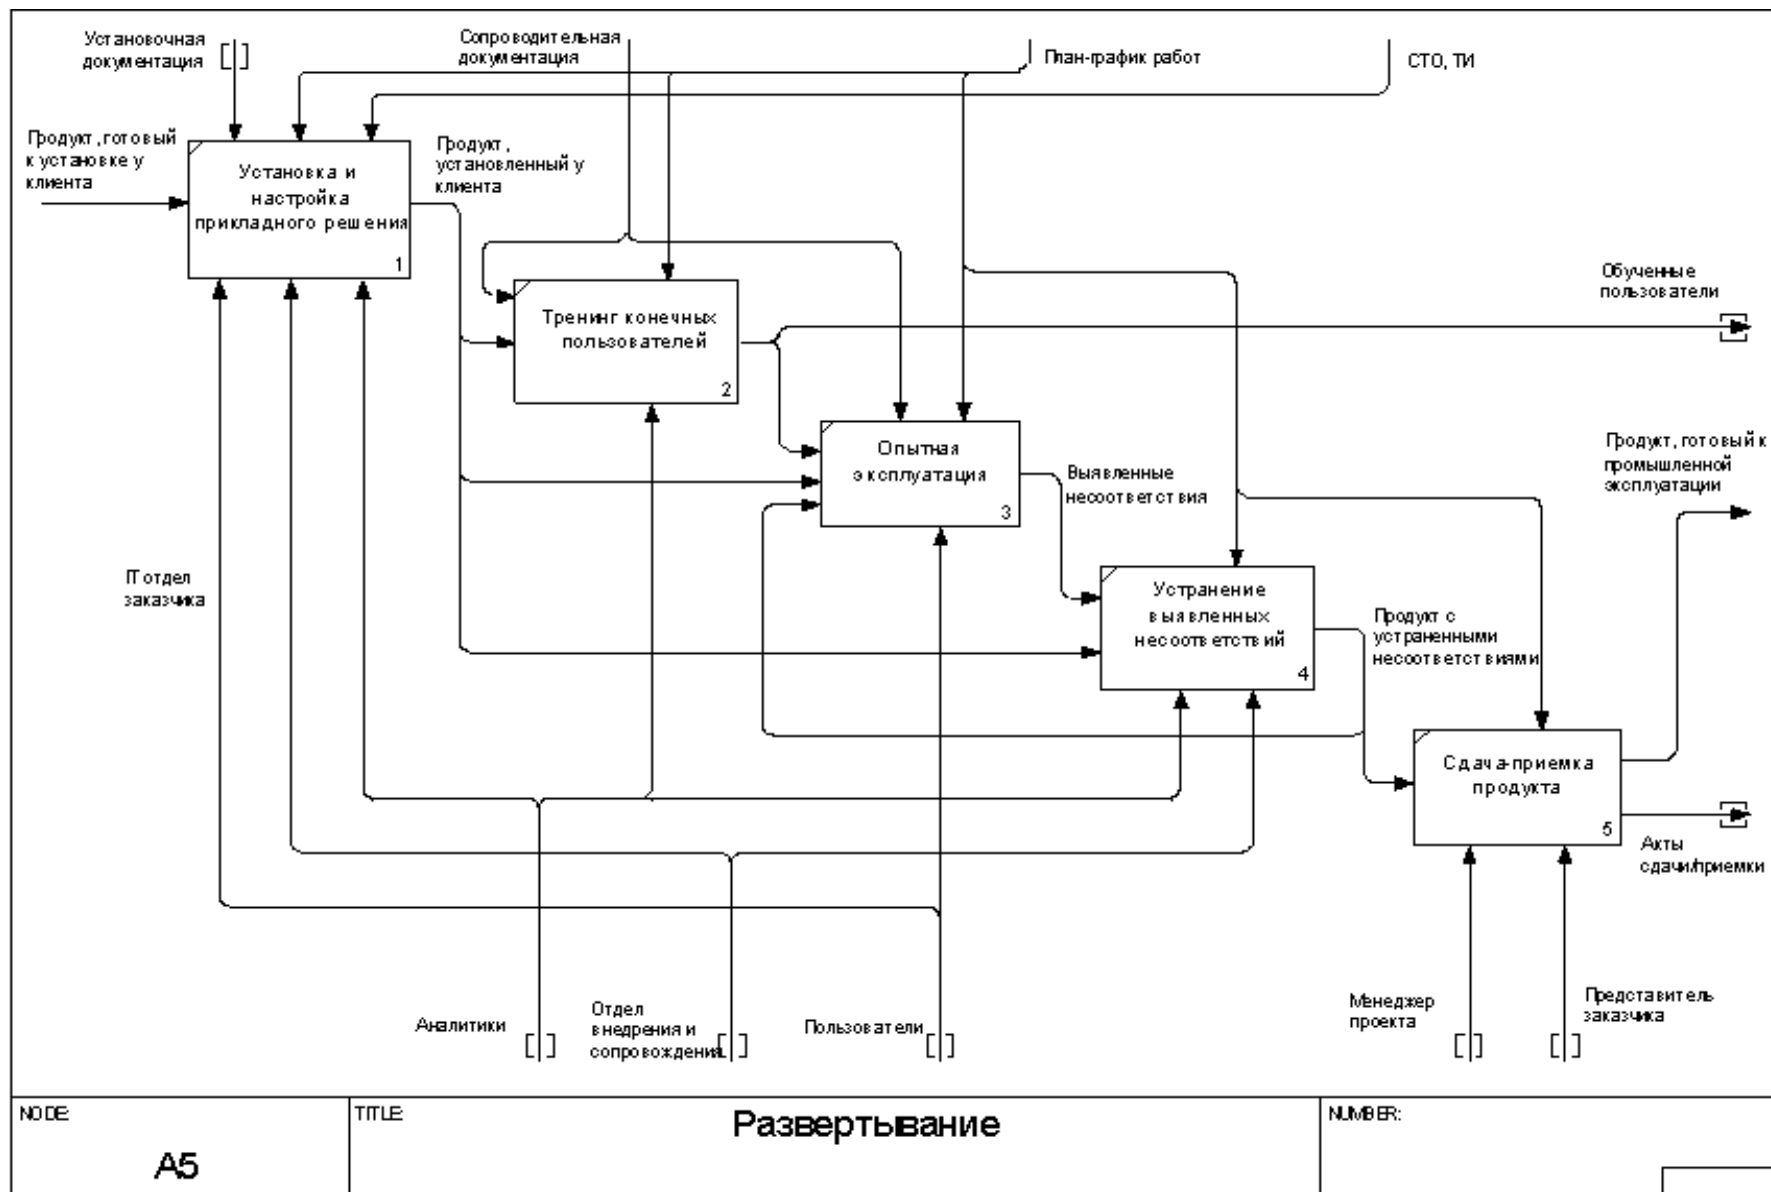 Установочная
документация
Сопроводительная
документация
План-график работ
СТО, ТИ
Продукт, готовый
к установке у
клиента
Установка и
настройка
прикладного решения
1
Продукт,
установленный у
клиента
Тренинг конечных
пользователей
2
Обученные
пользователи
Опытная
эксплуатация
3
Выявленные
несоответствия
Продукт, готовый к
промышленной
эксплуатации
IT отдел
заказчика
Устранение
выявленных
несоответствий
4
Продукт с
устраненными
несоответствиями
Сдача-приемка
продукта
5
Акты
сдачи/приемки
Аналитики
Отдел
внедрения и
сопровождения
Пользователи
Менеджер
проекта
Представитель
заказчика
NODE:
A5
TITLE:
Развертывание
NUMBER: